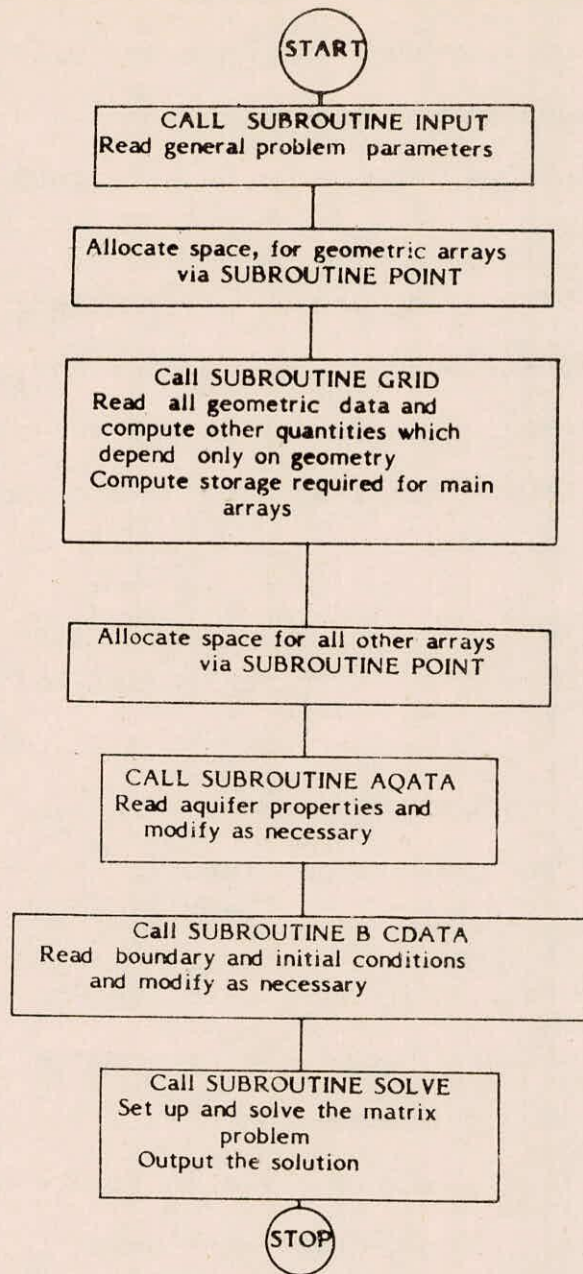 START
CALL SUBROUTINE INPUT
Read general problem parameters
Allocate space, for geometric arrays
via SUBROUTINE POINT
Call SUBROUTINE GRID
Read all geometric data and
compute other quantities which
depend only on geometry
Compute storage required for main
arrays
Allocate space for all other arrays
via SUBROUTINE POINT
CALL SUBROUTINE AQATA
Read aquifer properties and
modify as necessary
Call SUBROUTINE B CDATA
Read boundary and initial conditions
and modify as necessary
Call SUBROUTINE SOLVE
Set up and solve the matrix
problem
Output the solution
STOP